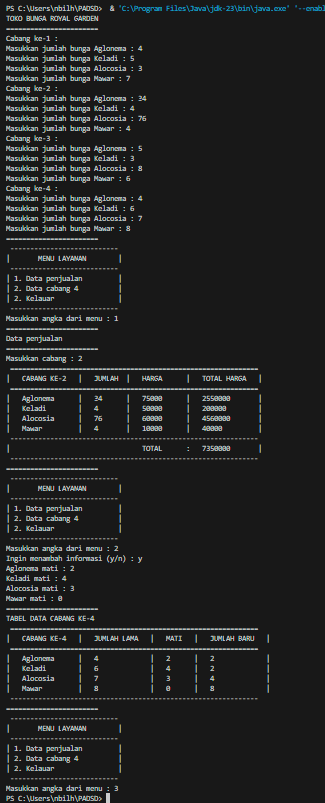 PS C:\Users\nbilh\PADSD>  & 'C:\Program Files\Java\jdk-23\bin\java.exe' '--enabl
TOKO BUNGA ROYAL GARDEN
======================
Cabang ke-1 :
Masukkan jumlah bunga Aglonema : 4
Masukkan jumlah bunga Keladi : 5
Masukkan jumlah bunga Alocosia : 3
Masukkan jumlah bunga Mawar : 7
Cabang ke-2 :
Masukkan jumlah bunga Aglonema : 34
Masukkan jumlah bunga Keladi : 4
Masukkan jumlah bunga Alocosia : 76
Masukkan jumlah bunga Mawar : 4
Cabang ke-3 :
Masukkan jumlah bunga Aglonema : 5
Masukkan jumlah bunga Keladi : 3
Masukkan jumlah bunga Alocosia : 8
Masukkan jumlah bunga Mawar : 6
Cabang ke-4 :
Masukkan jumlah bunga Aglonema : 4
Masukkan jumlah bunga Keladi : 6
Masukkan jumlah bunga Alocosia : 7
Masukkan jumlah bunga Mawar : 8
======================
--------------------------
| MENU LAYANAN |
--------------------------
| 1. Data penjualan |
| 2. Data cabang 4 |
| 2. Kelauar |
--------------------------
Masukkan angka dari menu : 1
======================
Data penjualan
======================
Masukkan cabang : 2
===========================================================
| CABANG KE-2 | JUMLAH | HARGA | TOTAL HARGA |
===========================================================
| Aglonema | 34 | 75000 | 2550000 |
| Keladi | 4 | 50000 | 200000 |
| Alocosia | 76 | 60000 | 4560000 |
| Mawar | 4 | 10000 | 40000 |
-----------------------------------------------------------
| TOTAL : 7350000 |
-----------------------------------------------------------
======================
--------------------------
| MENU LAYANAN |
--------------------------
| 1. Data penjualan |
| 2. Data cabang 4 |
| 2. Kelauar |
--------------------------
Masukkan angka dari menu : 2
Ingin menambah informasi (y/n) : y
Aglonema mati : 2
Keladi mati : 4
Alocosia mati : 3
Mawar mati : 0
======================
TABEL DATA CABANG KE-4
===========================================================
| CABANG KE-4 | JUMLAH LAMA | MATI | JUMLAH BARU |
===========================================================
| Aglonema | 4 | 2 | 2 |
| Keladi | 6 | 4 | 2 |
| Alocosia | 7 | 3 | 4 |
| Mawar | 8 | 0 | 8 |
-----------------------------------------------------------
======================
--------------------------
| MENU LAYANAN |
--------------------------
| 1. Data penjualan |
| 2. Data cabang 4 |
| 2. Kelauar |
--------------------------
Masukkan angka dari menu : 3
PS C:\Users\nbilh\PADSD>